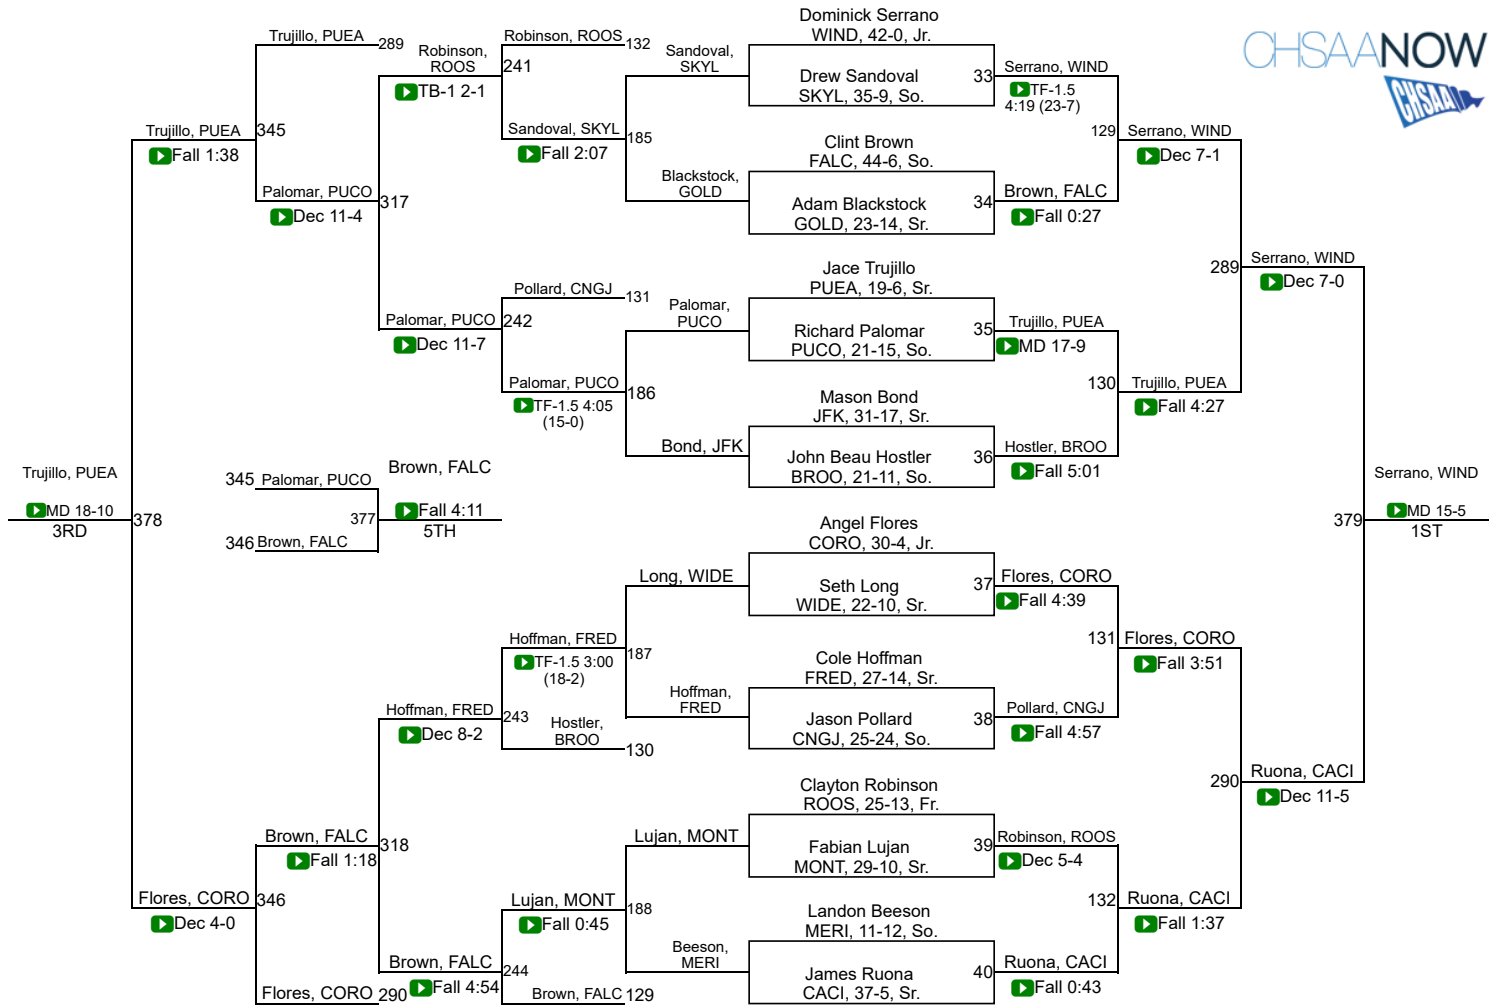 CHSAANOW
CHSAA
Trujillo, PUEA
289
Robinson,
ROOS
TB-1 2-1
Robinson, ROOS
132
241
Sandoval,
SKYL
Dominick Serrano
WIND, 42-0, Jr.
Drew Sandoval
SKYL, 35-9, So.
33
Serrano, WIND
TF-1.5
4:19 (23-7)
Trujillo, PUEA
345
Fall 1:38
Sandoval, SKYL
185
Fall 2:07
Clint Brown
FALC, 44-6, So.
129
Serrano, WIND
Dec 7-1
Palomar, PUCO
317
Dec 11-4
Blackstock,
GOLD
Adam Blackstock
GOLD, 23-14, Sr.
34
Brown, FALC
Fall 0:27
Jace Trujillo
PUEA, 19-6, Sr.
289
Serrano, WIND
Dec 7-0
Pollard, CNGJ
131
Palomar, PUCO
242
Dec 11-7
Palomar,
PUCO
Richard Palomar
PUCO, 21-15, So.
35
Trujillo, PUEA
MD 17-9
Palomar, PUCO
186
TF-1.5 4:05
(15-0)
Mason Bond
JFK, 31-17, Sr.
130
Trujillo, PUEA
Fall 4:27
Bond, JFK
John Beau Hostler
BROO, 21-11, So.
36
Hostler, BROO
Fall 5:01
Trujillo, PUEA
MD 18-10
3RD
378
345
Palomar, PUCO
377
346
Brown, FALC
Brown, FALC
Fall 4:11
5TH
379
Serrano, WIND
MD 15-5
1ST
Angel Flores
CORO, 30-4, Jr.
Long, WIDE
Seth Long
WIDE, 22-10, Sr.
37
Flores, CORO
Fall 4:39
Hoffman, FRED
187
TF-1.5 3:00
(18-2)
Cole Hoffman
FRED, 27-14, Sr.
131
Flores, CORO
Fall 3:51
Hoffman,
FRED
Jason Pollard
CNGJ, 25-24, So.
38
Pollard, CNGJ
Fall 4:57
Hoffman, FRED
243
Dec 8-2
Hostler,
BROO
130
Clayton Robinson
ROOS, 25-13, Fr.
290
Ruona, CACI
Dec 11-5
Brown, FALC
318
Fall 1:18
Lujan, MONT
Fabian Lujan
MONT, 29-10, Sr.
39
Robinson, ROOS
Dec 5-4
Flores, CORO
346
Dec 4-0
Lujan, MONT
188
Fall 0:45
Landon Beeson
MERI, 11-12, So.
132
Ruona, CACI
Fall 1:37
Brown, FALC
244
Fall 4:54
Beeson,
MERI
James Ruona
CACI, 37-5, Sr.
40
Ruona, CACI
Fall 0:43
Flores, CORO
290
Brown, FALC
129